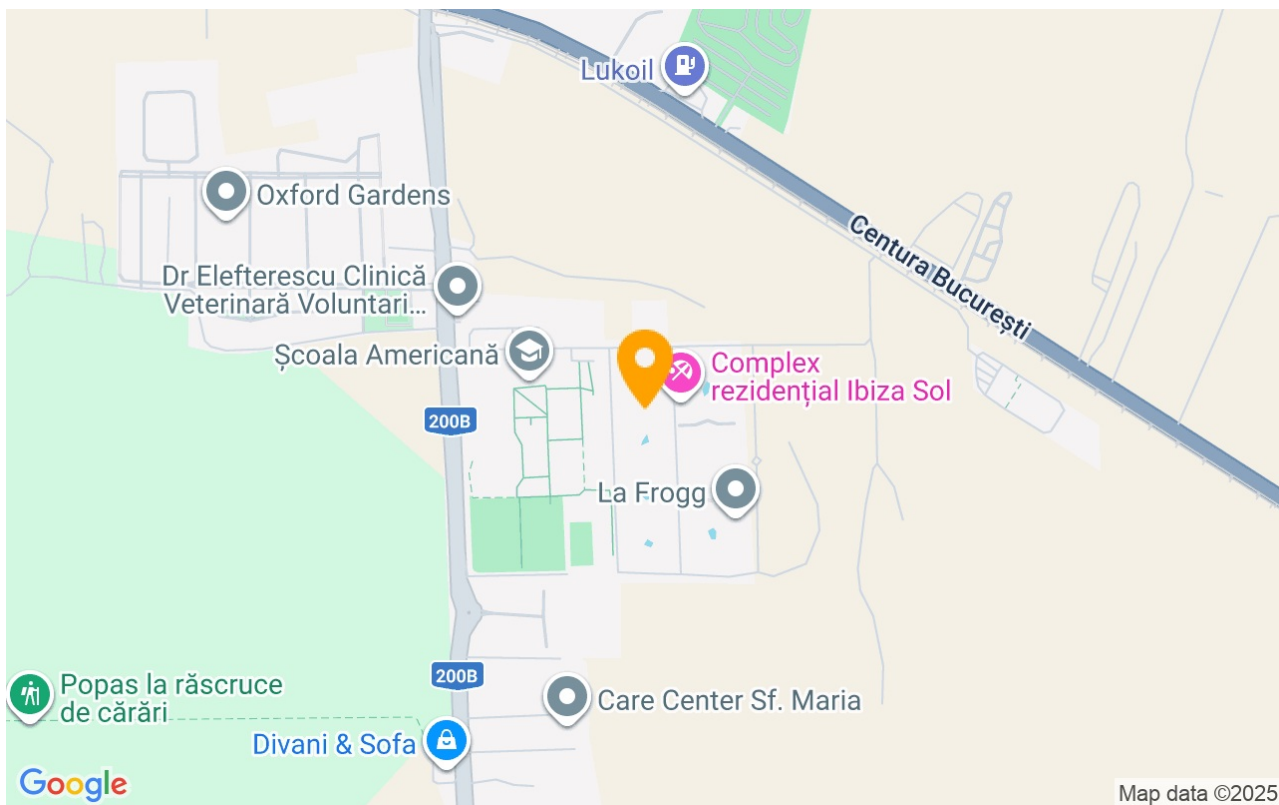 Lukoil
Oxford Gardens
Centura București
Dr Elefterescu Clinică
Veterinară Voluntari...
Școala Americană
Complex
rezidențial Ibiza Sol
200B
La Frogg
200B
Popas la răscruce
de cărări
Care Center Sf. Maria
Divani & Sofa
Google
Map data ©2025